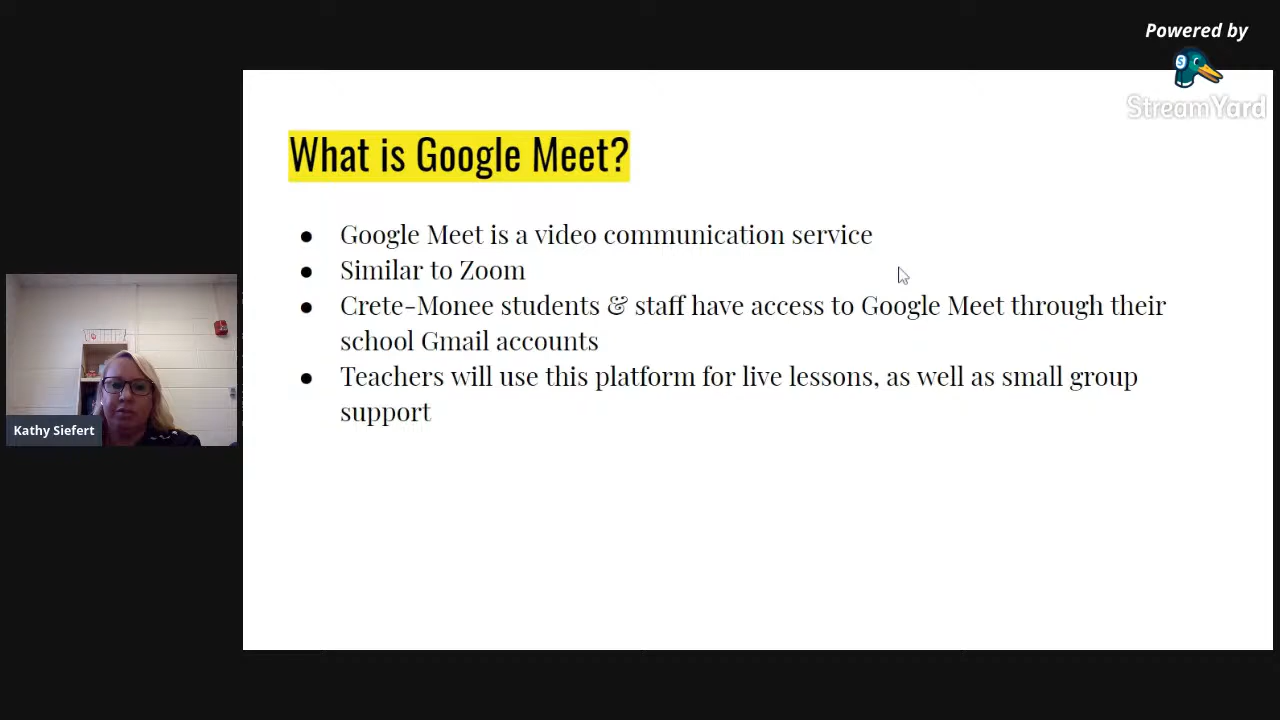 Powered by
StreamYard
What is Google Meet?
● Google Meet is a video communication service
● Similar to Zoom
● Crete-Monee students & staff have access to Google Meet through their
school Gmail accounts
● Teachers will use this platform for live lessons, as well as small group
support
Kathy Siefert